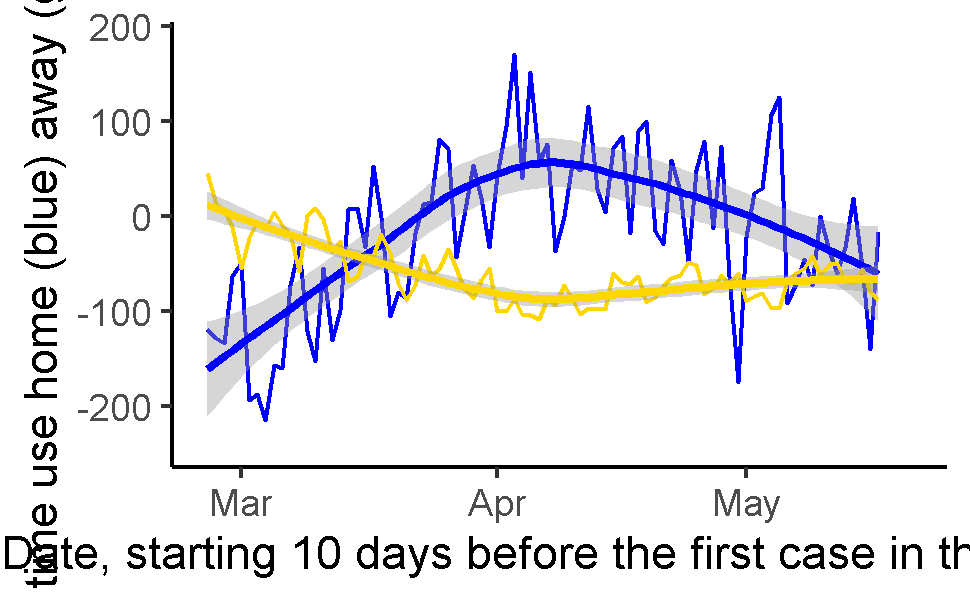 time use home (blue) away (
200
100
0
-100
-200
Mar Apr May
Date, starting 10 days before the first case in th